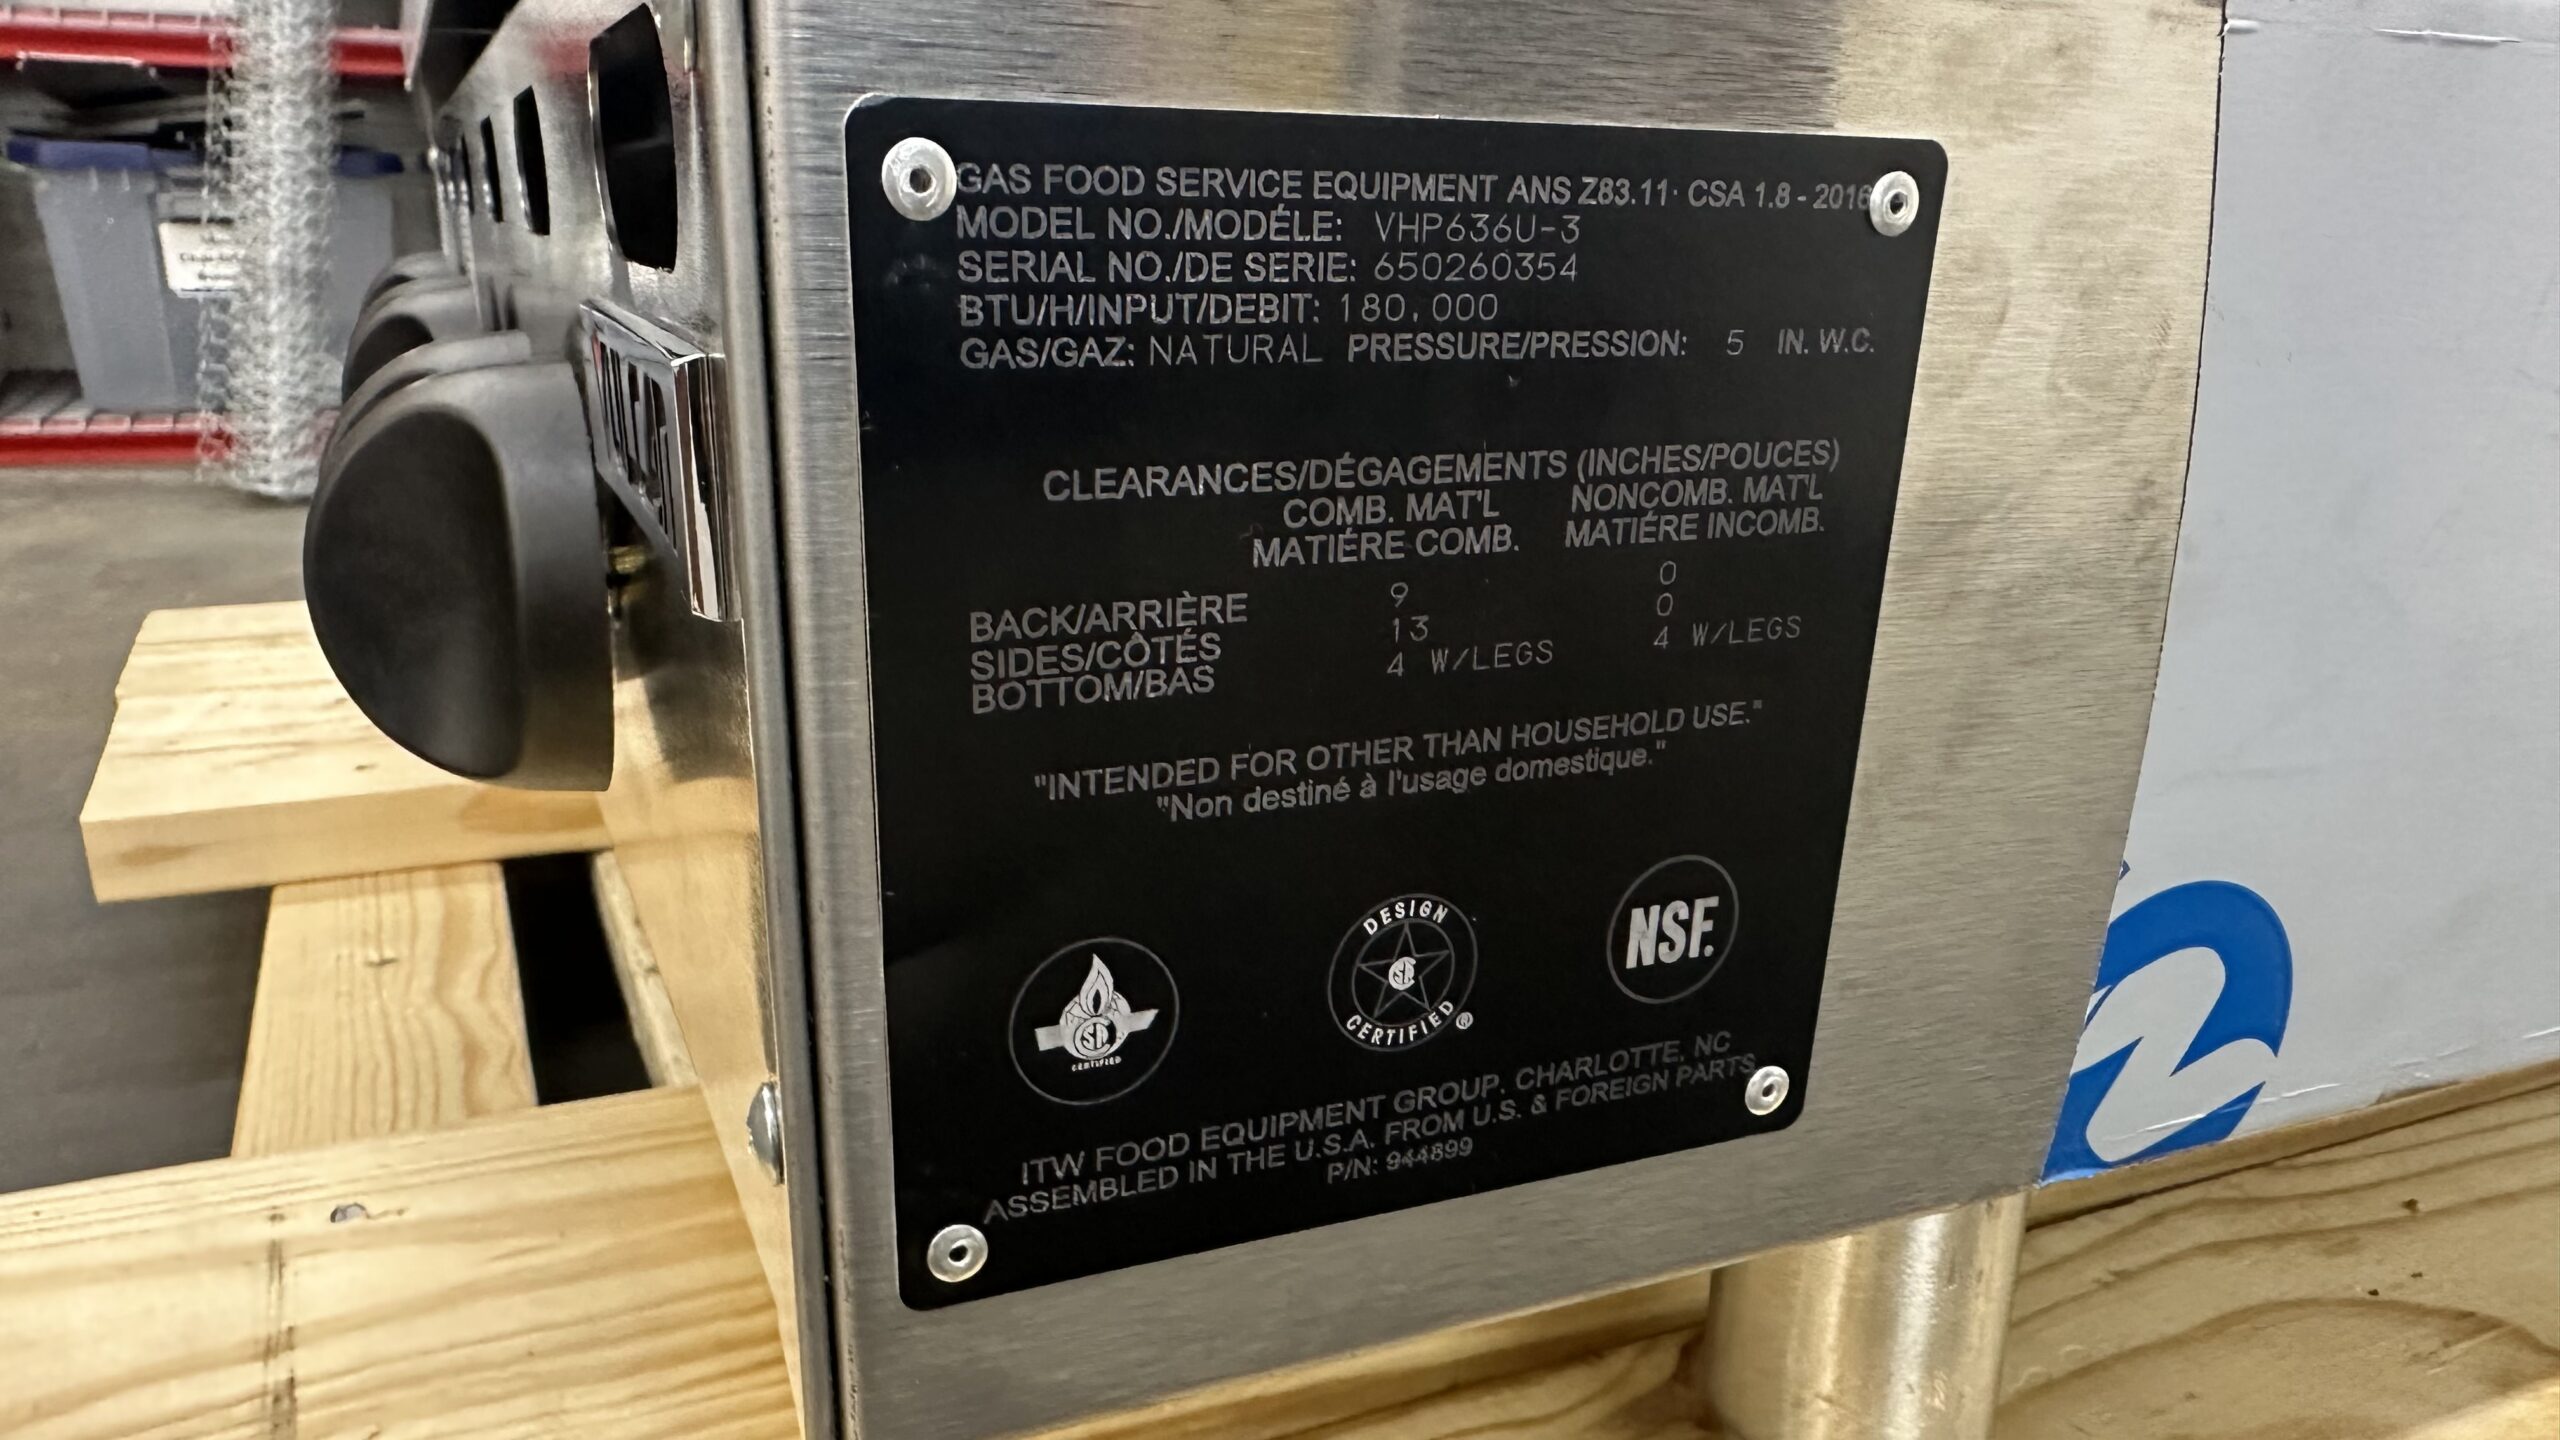 GAS FOOD SERVICE EQUIPMENT ANS Z83.11· CSA 1.8 - 2016
MODEL NO./MODÉLE: VHP636U-3
SERIAL NO./DE SERIE: 650260354
BTU/H/INPUT/DEBIT: 180,000
GAS/GAZ: NATURAL PRESSURE/PRESSION: 5 IN. W.C.
CLEARANCES/DÉGAGEMENTS (INCHES/POUCES)
COMB. MAT'L NONCOMB. MAT'L
MATIÉRE COMB. MATIÉRE INCOMB.
BACK/ARRIÈRE 9 0
SIDES/CÔTÉS 13 0
BOTTOM/BAS 4 W/LEGS 4 W/LEGS
"INTENDED FOR OTHER THAN HOUSEHOLD USE."
"Non destiné à l'usage domestique."
CERTIFIED
DESIGN
CERTIFIED®
NSF.
ITW FOOD EQUIPMENT GROUP, CHARLOTTE, NC
ASSEMBLED IN THE U.S.A. FROM U.S. & FOREIGN PARTS
P/N: 944899